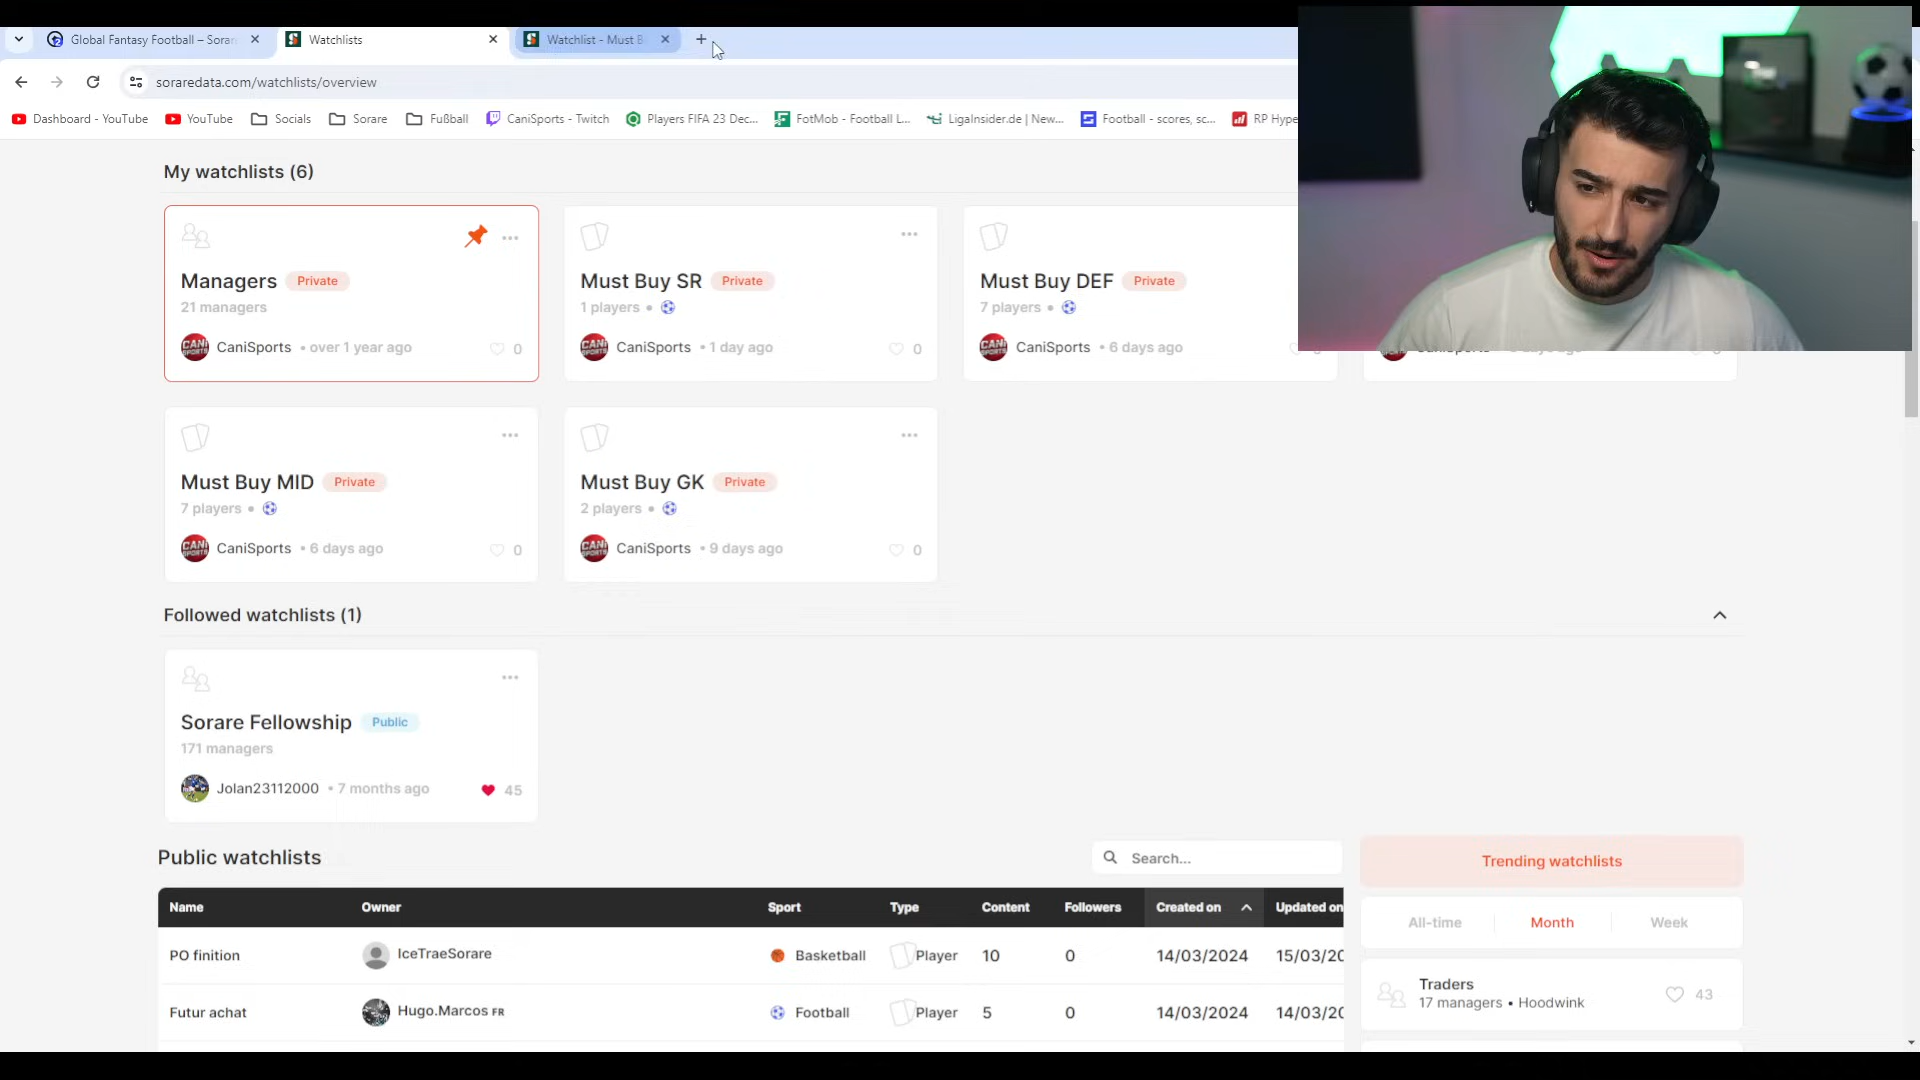 Global Fantasy Football – Sorar
Watchlists
Watchlist - Must B
soraredata.com/watchlists/overview
Dashboard - YouTube
YouTube
Socials
Sorare
Fußball
CaniSports - Twitch
Players FIFA 23 Dec...
FotMob - Football L...
LigaInsider.de | New...
Football - scores, sc...
RP Hype
My watchlists (6)
Managers Private
21 managers
CaniSports • over 1 year ago 0
Must Buy SR Private
1 players •
CaniSports • 1 day ago 0
Must Buy DEF Private
7 players •
CaniSports • 6 days ago
Must Buy MID Private
7 players •
CaniSports • 6 days ago 0
Must Buy GK Private
2 players •
CaniSports • 9 days ago 0
Followed watchlists (1)
Sorare Fellowship Public
171 managers
Jolan23112000 • 7 months ago 45
Public watchlists
Search...
Name Owner Sport Type Content Followers Created on Updated on
PO finition IceTraeSorare Basketball Player 10 0 14/03/2024 15/03/20
Futur achat Hugo.Marcos FR Football Player 5 0 14/03/2024 14/03/20
Trending watchlists
All-time Month Week
Traders
17 managers • Hoodwink
43